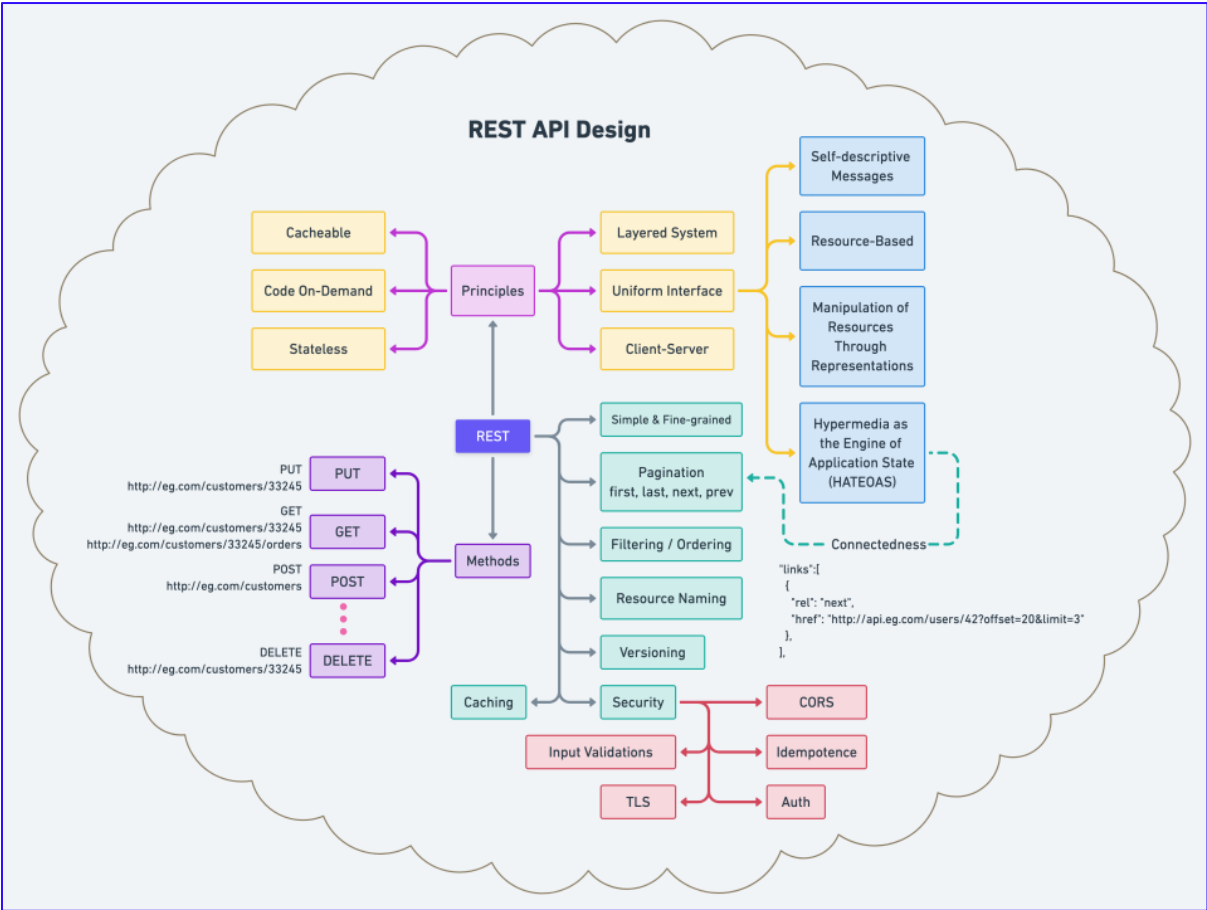 REST API Design
Self-descriptive
Messages
Cacheable
Layered System
Resource-Based
Code On-Demand
Principles
Uniform Interface
Manipulation of
Resources
Through
Representations
Stateless
Client-Server
REST
Simple & Fine-grained
Hypermedia as
the Engine of
Application State
(HATEOAS)
Pagination
first, last, next, prev
PUT
http://eg.com/customers/33245
PUT
GET
http://eg.com/customers/33245
http://eg.com/customers/33245/orders
GET
Methods
Filtering / Ordering
Connectedness
POST
http://eg.com/customers
POST
Resource Naming
"links":[
{
"rel": "next",
"href": "http://api.eg.com/users/42?offset=20&limit=3"
},
],
DELETE
http://eg.com/customers/33245
DELETE
Versioning
Caching
Security
CORS
Input Validations
Idempotence
TLS
Auth